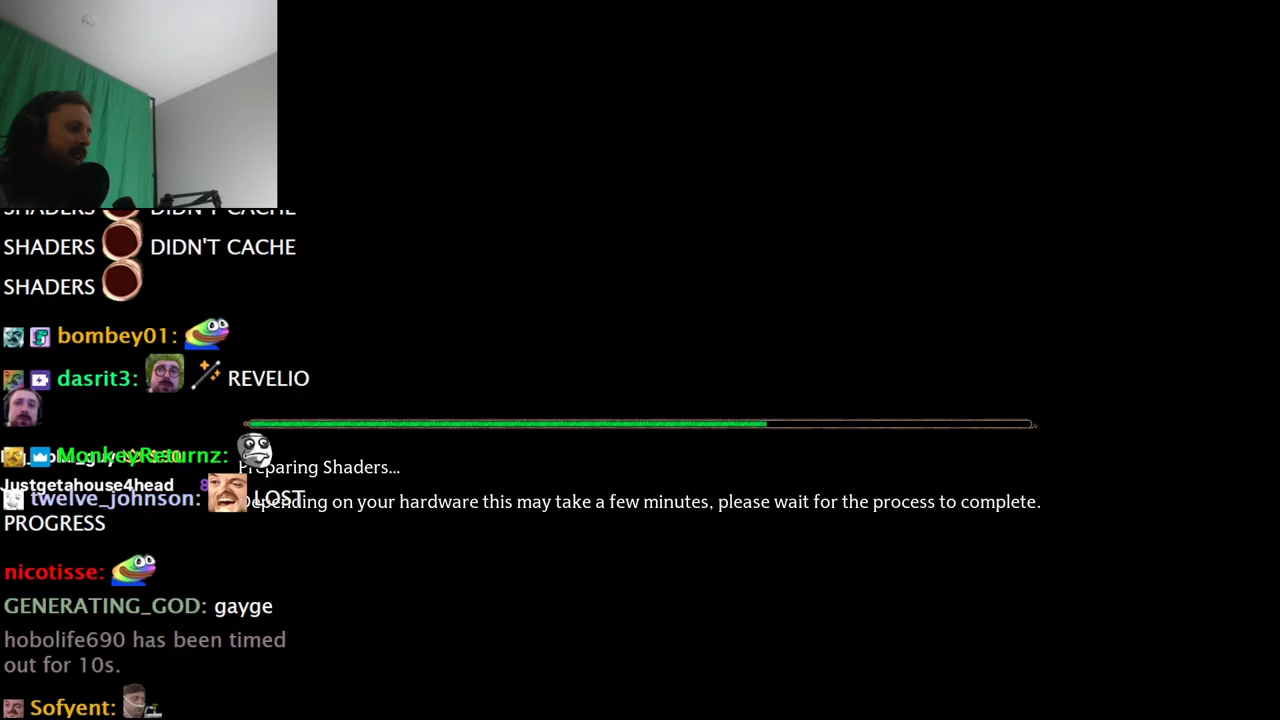 SHADERS DIDN'T CACHE
SHADERS DIDN'T CACHE
SHADERS
bombey01:
dasrit3: REVELIO
MonkeyReturnz:
Preparing Shaders...
Justgetahouse4head
twelve_johnson: LOST
PROGRESS
Depending on your hardware this may take a few minutes, please wait for the process to complete.
nicotisse:
GENERATING_GOD: gayge
hobolife690 has been timed
out for 10s.
Sofyent: